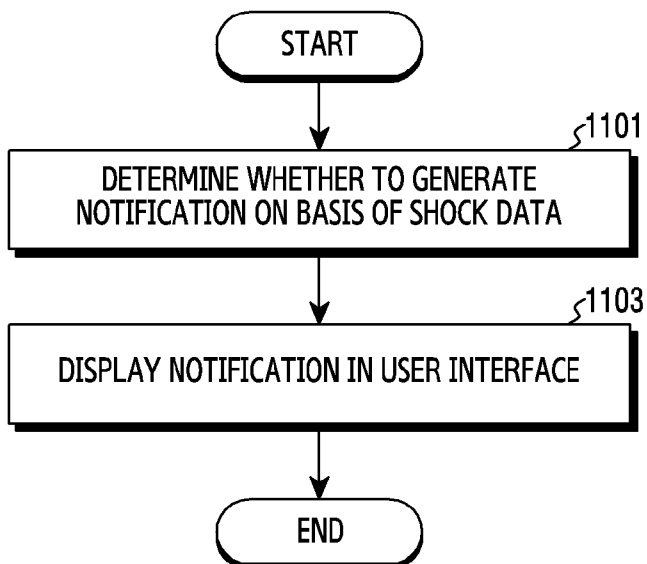 START
1101
DETERMINE WHETHER TO GENERATE
NOTIFICATION ON BASIS OF SHOCK DATA
1103
DISPLAY NOTIFICATION IN USER INTERFACE
END